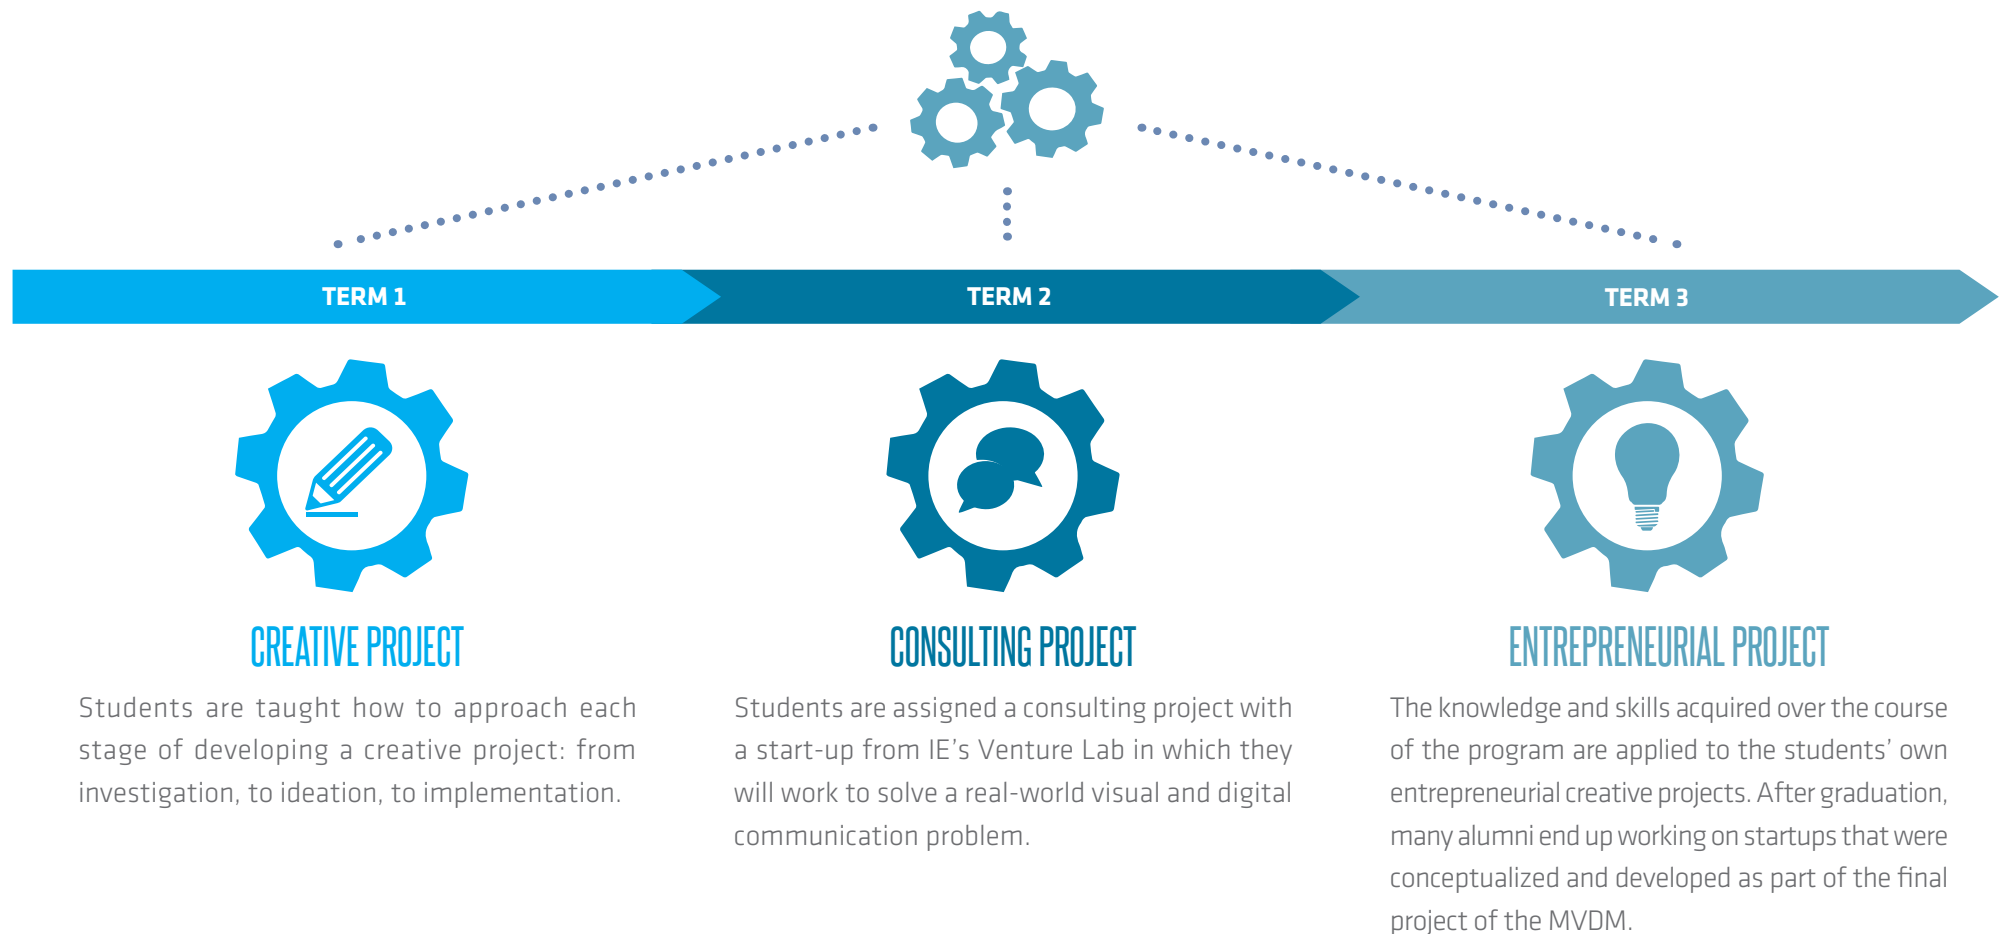 TERM 1
TERM 2
TERM 3
CREATIVE PROJECT
Students are taught how to approach each
stage of developing a creative project: from
investigation, to ideation, to implementation.
CONSULTING PROJECT
Students are assigned a consulting project with
a start-up from IE’s Venture Lab in which they
will work to solve a real-world visual and digital
communication problem.
ENTREPRENEURIAL PROJECT
The knowledge and skills acquired over the course
of the program are applied to the students’ own
entrepreneurial creative projects. After graduation,
many alumni end up working on startups that were
conceptualized and developed as part of the final
project of the MVDM.